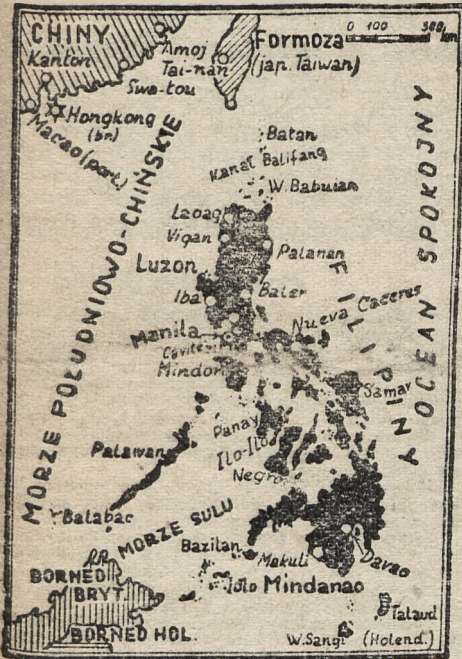 CHINY
Kanton
Amoj
Tai-nan
Swa-tou
Formoza
(jap. Taiwan)
0 100 300 km
Hongkong
(br)
Macao (port.)
MORZE POŁUDNIOWO-CHIŃSKIE
Batan
Kanał Balifang
W. Babuian
Laoag
Vigan
Palanan
Luzon
Iba
Baler
FILIPINY
OCEAN SPOKOJNY
Manila
Cavite
Nueva Caceres
Mindor
Samar
Panay
Ilo-Ilo
Negro
Palawan
Balabac
MORZE SULU
Bazilan
Makuli
Davao
Iolo
Mindanao
BORNEO
BRYT.
BORNEO HOL.
Talaud
W. Sangi (Holend.)